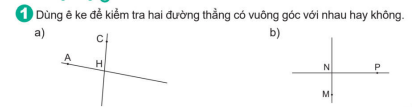 1 Dùng ê ke để kiểm tra hai đường thẳng có vuông góc với nhau hay không.
a) b)
C
A H
N P
M